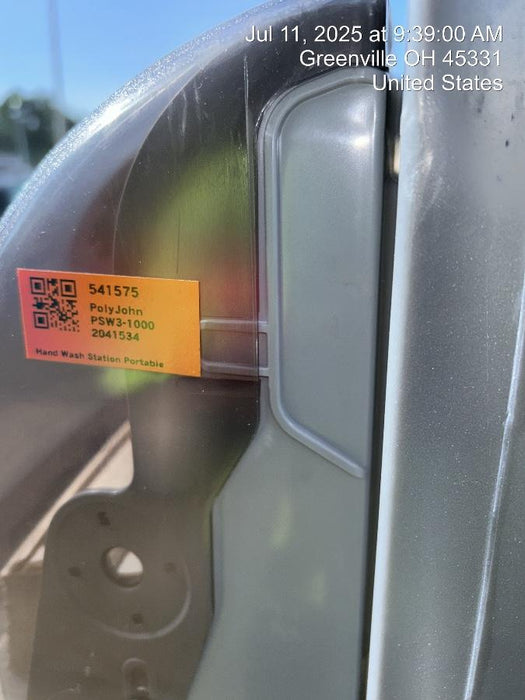 Jul 11, 2025 at 9:39:00 AM
Greenville OH 45331
United States
541575
PolyJohn
PSW3-1000
2041534
Hand Wash Station Portable